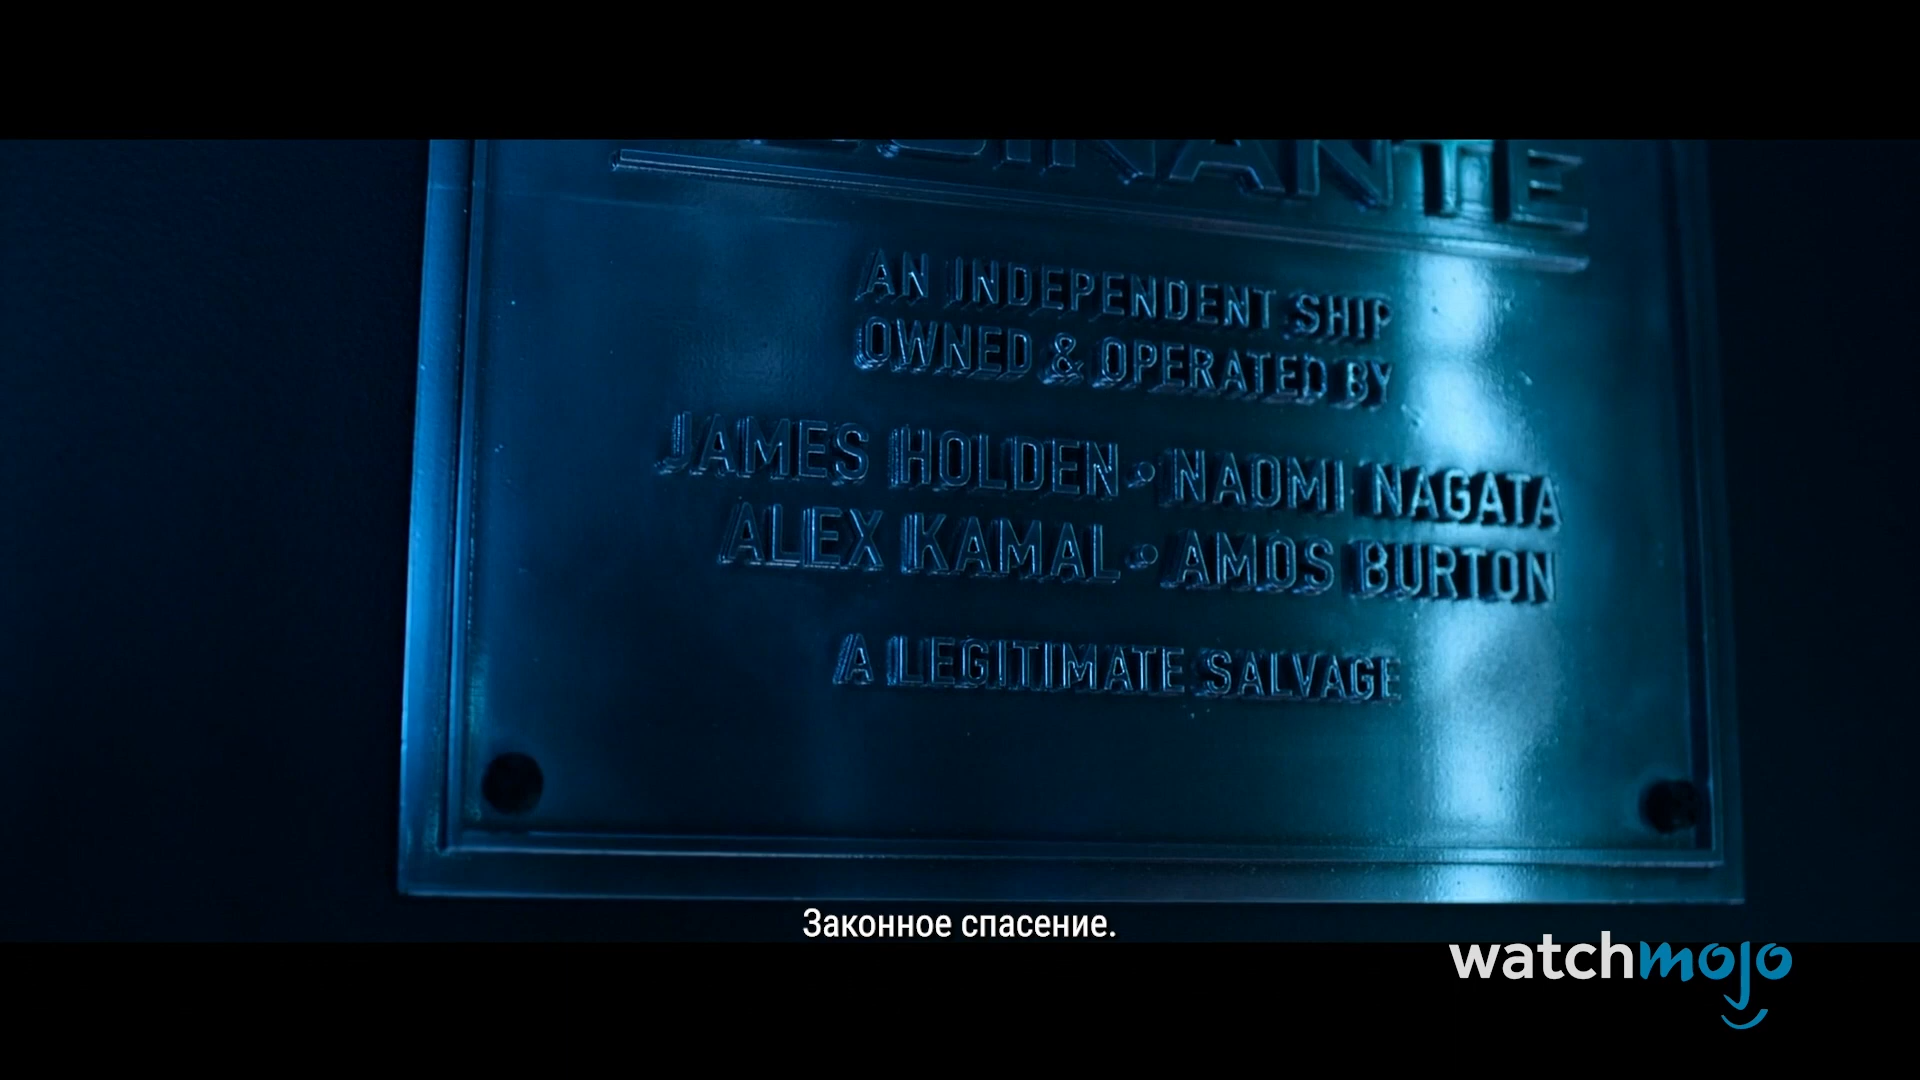 AN INDEPENDENT SHIP
OWNED & OPERATED BY
JAMES HOLDEN • NAOMI NAGATA
ALEX KAMAL • AMOS BURTON
A LEGITIMATE SALVAGE
Законное спасение.
watchmojo